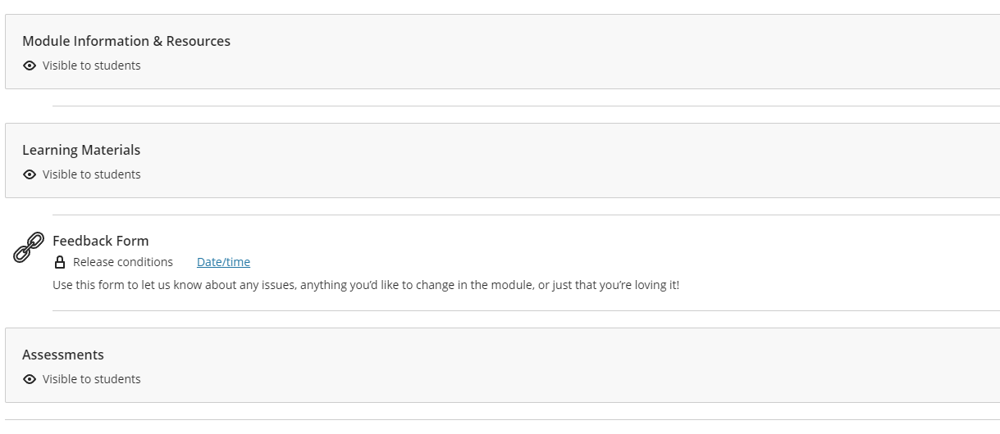 Module Information & Resources
Visible to students
Learning Materials
Visible to students
Feedback Form
Release conditions Date/time
Use this form to let us know about any issues, anything you’d like to change in the module, or just that you’re loving it!
Assessments
Visible to students